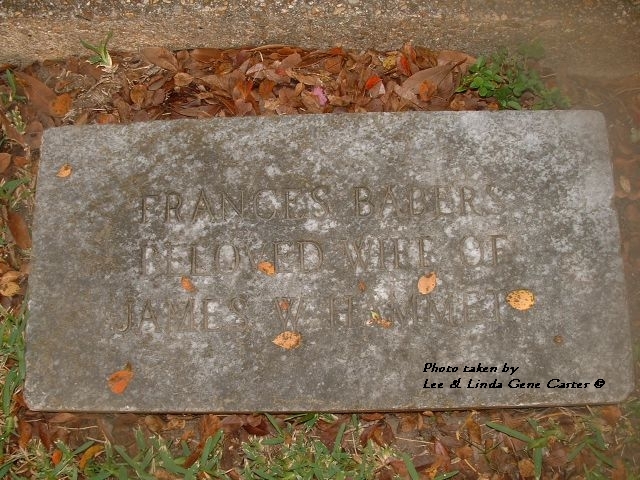 FRANCES BABERS
BELOVED WIFE OF
JAMES W. HAMMET
Photo taken by
Lee & Linda Gene Carter ©